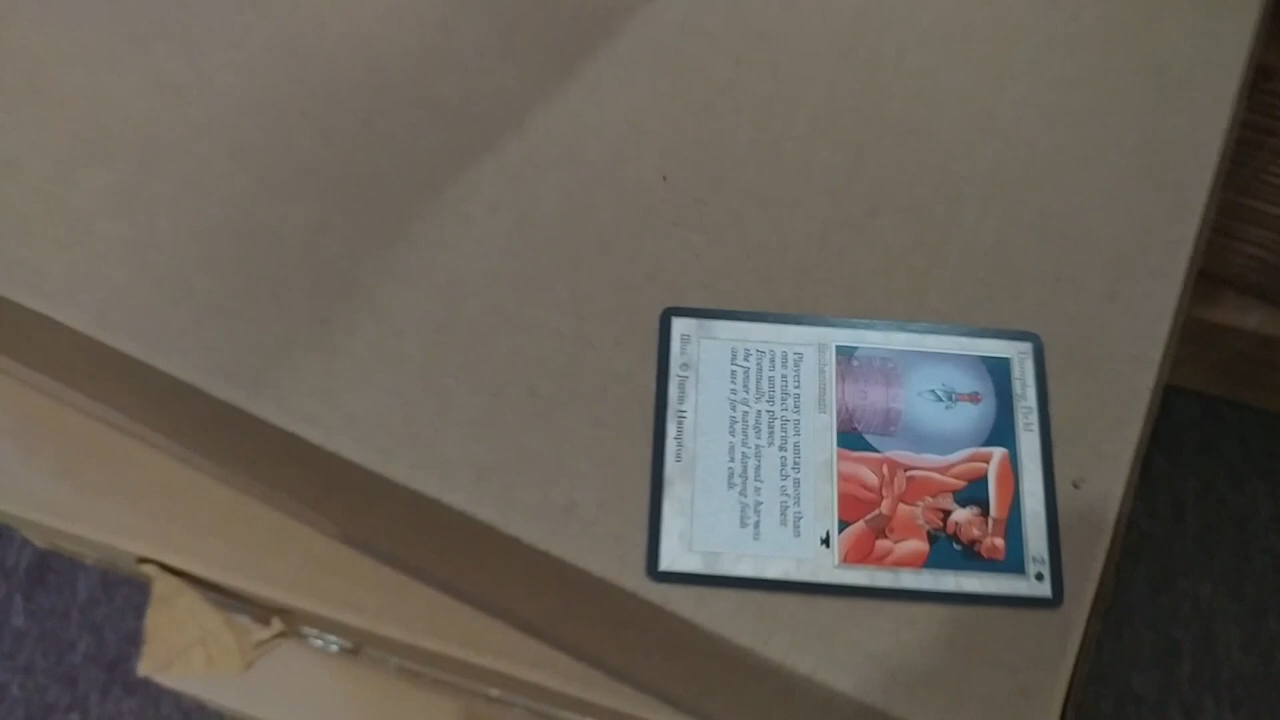 Damping Field
2
Enchantment
Players may not untap more than
one artifact during each of their
own untap phases.
Eventually, mages learned to harness
the power of natural damping fields
and use it for their own ends.
Illus. © Justin Hampton